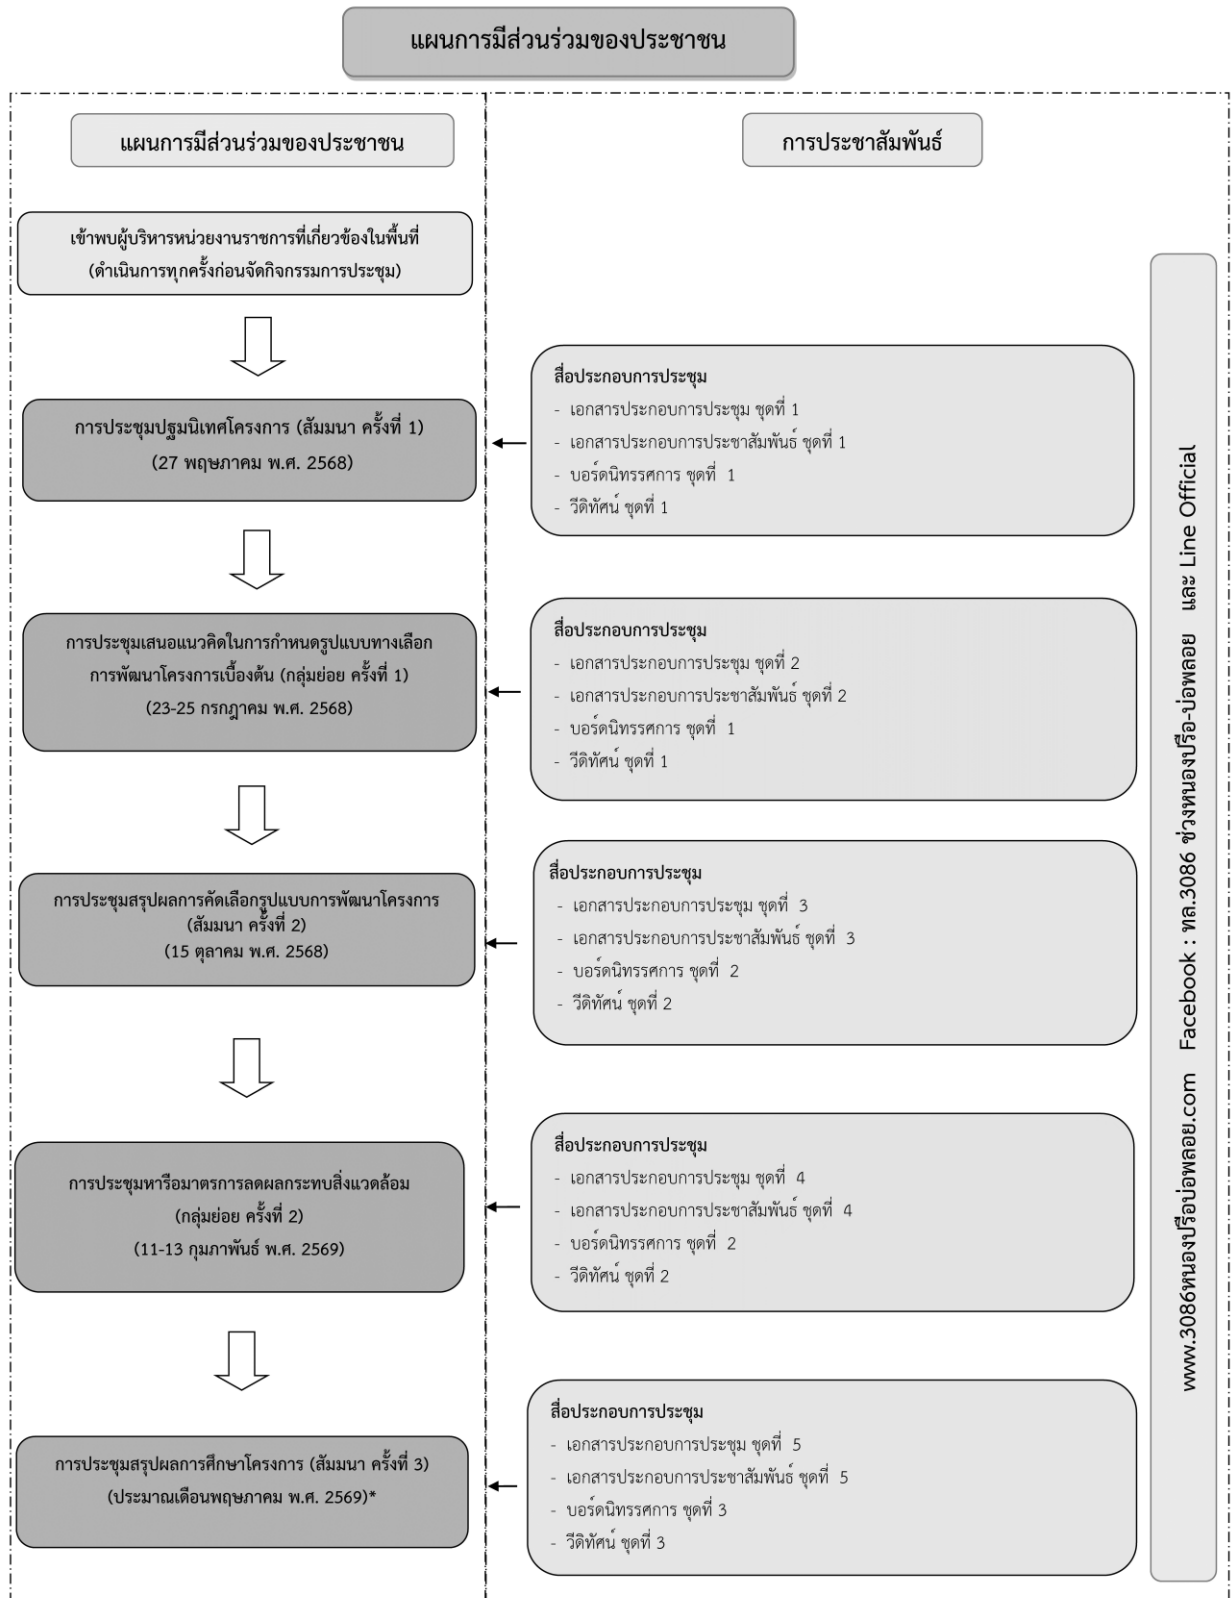 แผนการมีส่วนร่วมของประชาชน
แผนการมีส่วนร่วมของประชาชน
เข้าพบผู้บริหารหน่วยงานราชการที่เกี่ยวข้องในพื้นที่
(ดำเนินการทุกครั้งก่อนจัดกิจกรรมการประชุม)
การประชุมปฐมนิเทศโครงการ (สัมมนา ครั้งที่ 1)
(27 พฤษภาคม พ.ศ. 2568)
การประชุมเสนอแนวคิดในการกำหนดรูปแบบทางเลือก
การพัฒนาโครงการเบื้องต้น (กลุ่มย่อย ครั้งที่ 1)
(23-25 กรกฎาคม พ.ศ. 2568)
การประชุมสรุปผลการคัดเลือกรูปแบบการพัฒนาโครงการ
(สัมมนา ครั้งที่ 2)
(15 ตุลาคม พ.ศ. 2568)
การประชุมหารือมาตรการลดผลกระทบสิ่งแวดล้อม
(กลุ่มย่อย ครั้งที่ 2)
(11-13 กุมภาพันธ์ พ.ศ. 2569)
การประชุมสรุปผลการศึกษาโครงการ (สัมมนา ครั้งที่ 3)
(ประมาณเดือนพฤษภาคม พ.ศ. 2569)*
การประชาสัมพันธ์
สื่อประกอบการประชุม
- เอกสารประกอบการประชุม ชุดที่ 1
- เอกสารประกอบการประชาสัมพันธ์ ชุดที่ 1
- บอร์ดนิทรรศการ ชุดที่ 1
- วีดิทัศน์ ชุดที่ 1
สื่อประกอบการประชุม
- เอกสารประกอบการประชุม ชุดที่ 2
- เอกสารประกอบการประชาสัมพันธ์ ชุดที่ 2
- บอร์ดนิทรรศการ ชุดที่ 1
- วีดิทัศน์ ชุดที่ 1
สื่อประกอบการประชุม
- เอกสารประกอบการประชุม ชุดที่ 3
- เอกสารประกอบการประชาสัมพันธ์ ชุดที่ 3
- บอร์ดนิทรรศการ ชุดที่ 2
- วีดิทัศน์ ชุดที่ 2
สื่อประกอบการประชุม
- เอกสารประกอบการประชุม ชุดที่ 4
- เอกสารประกอบการประชาสัมพันธ์ ชุดที่ 4
- บอร์ดนิทรรศการ ชุดที่ 2
- วีดิทัศน์ ชุดที่ 2
สื่อประกอบการประชุม
- เอกสารประกอบการประชุม ชุดที่ 5
- เอกสารประกอบการประชาสัมพันธ์ ชุดที่ 5
- บอร์ดนิทรรศการ ชุดที่ 3
- วีดิทัศน์ ชุดที่ 3
www.3086หนองปรือบ่อพลอย.com Facebook : ทล.3086 ช่วงหนองปรือ-บ่อพลอย และ Line Official